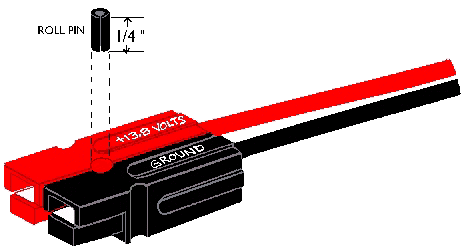 ROLL PIN
1/4 "
+13.8 VOLTS
GROUND